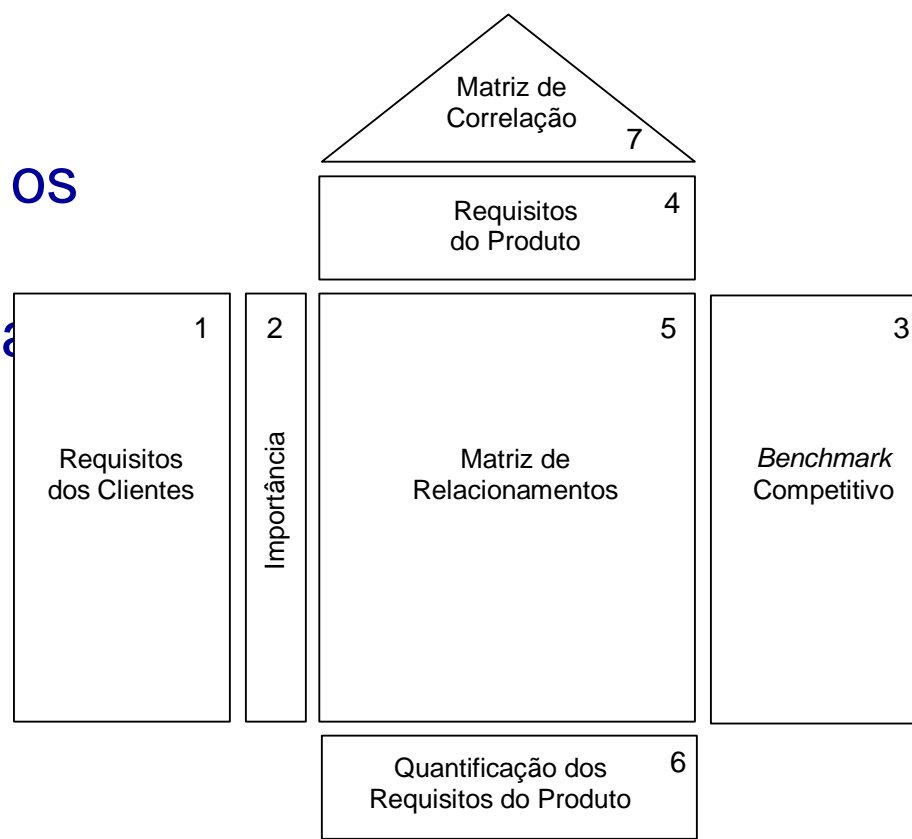 Matriz de
Correlação
7
os
Requisitos
do Produto
4
a
1
2
5
3
Requisitos
dos Clientes
Importância
Matriz de
Relacionamentos
Benchmark
Competitivo
Quantificação dos
Requisitos do Produto
6